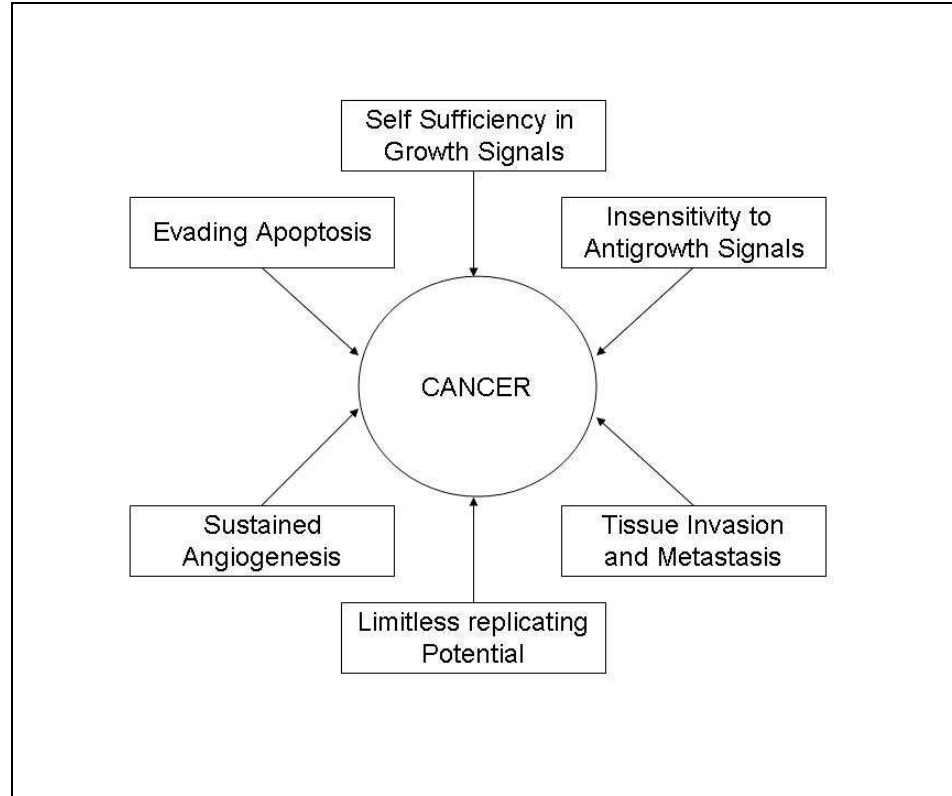 Self Sufficiency in
Growth Signals
Evading Apoptosis
Insensitivity to
Antigrowth Signals
CANCER
Sustained
Angiogenesis
Tissue Invasion
and Metastasis
Limitless replicating
Potential